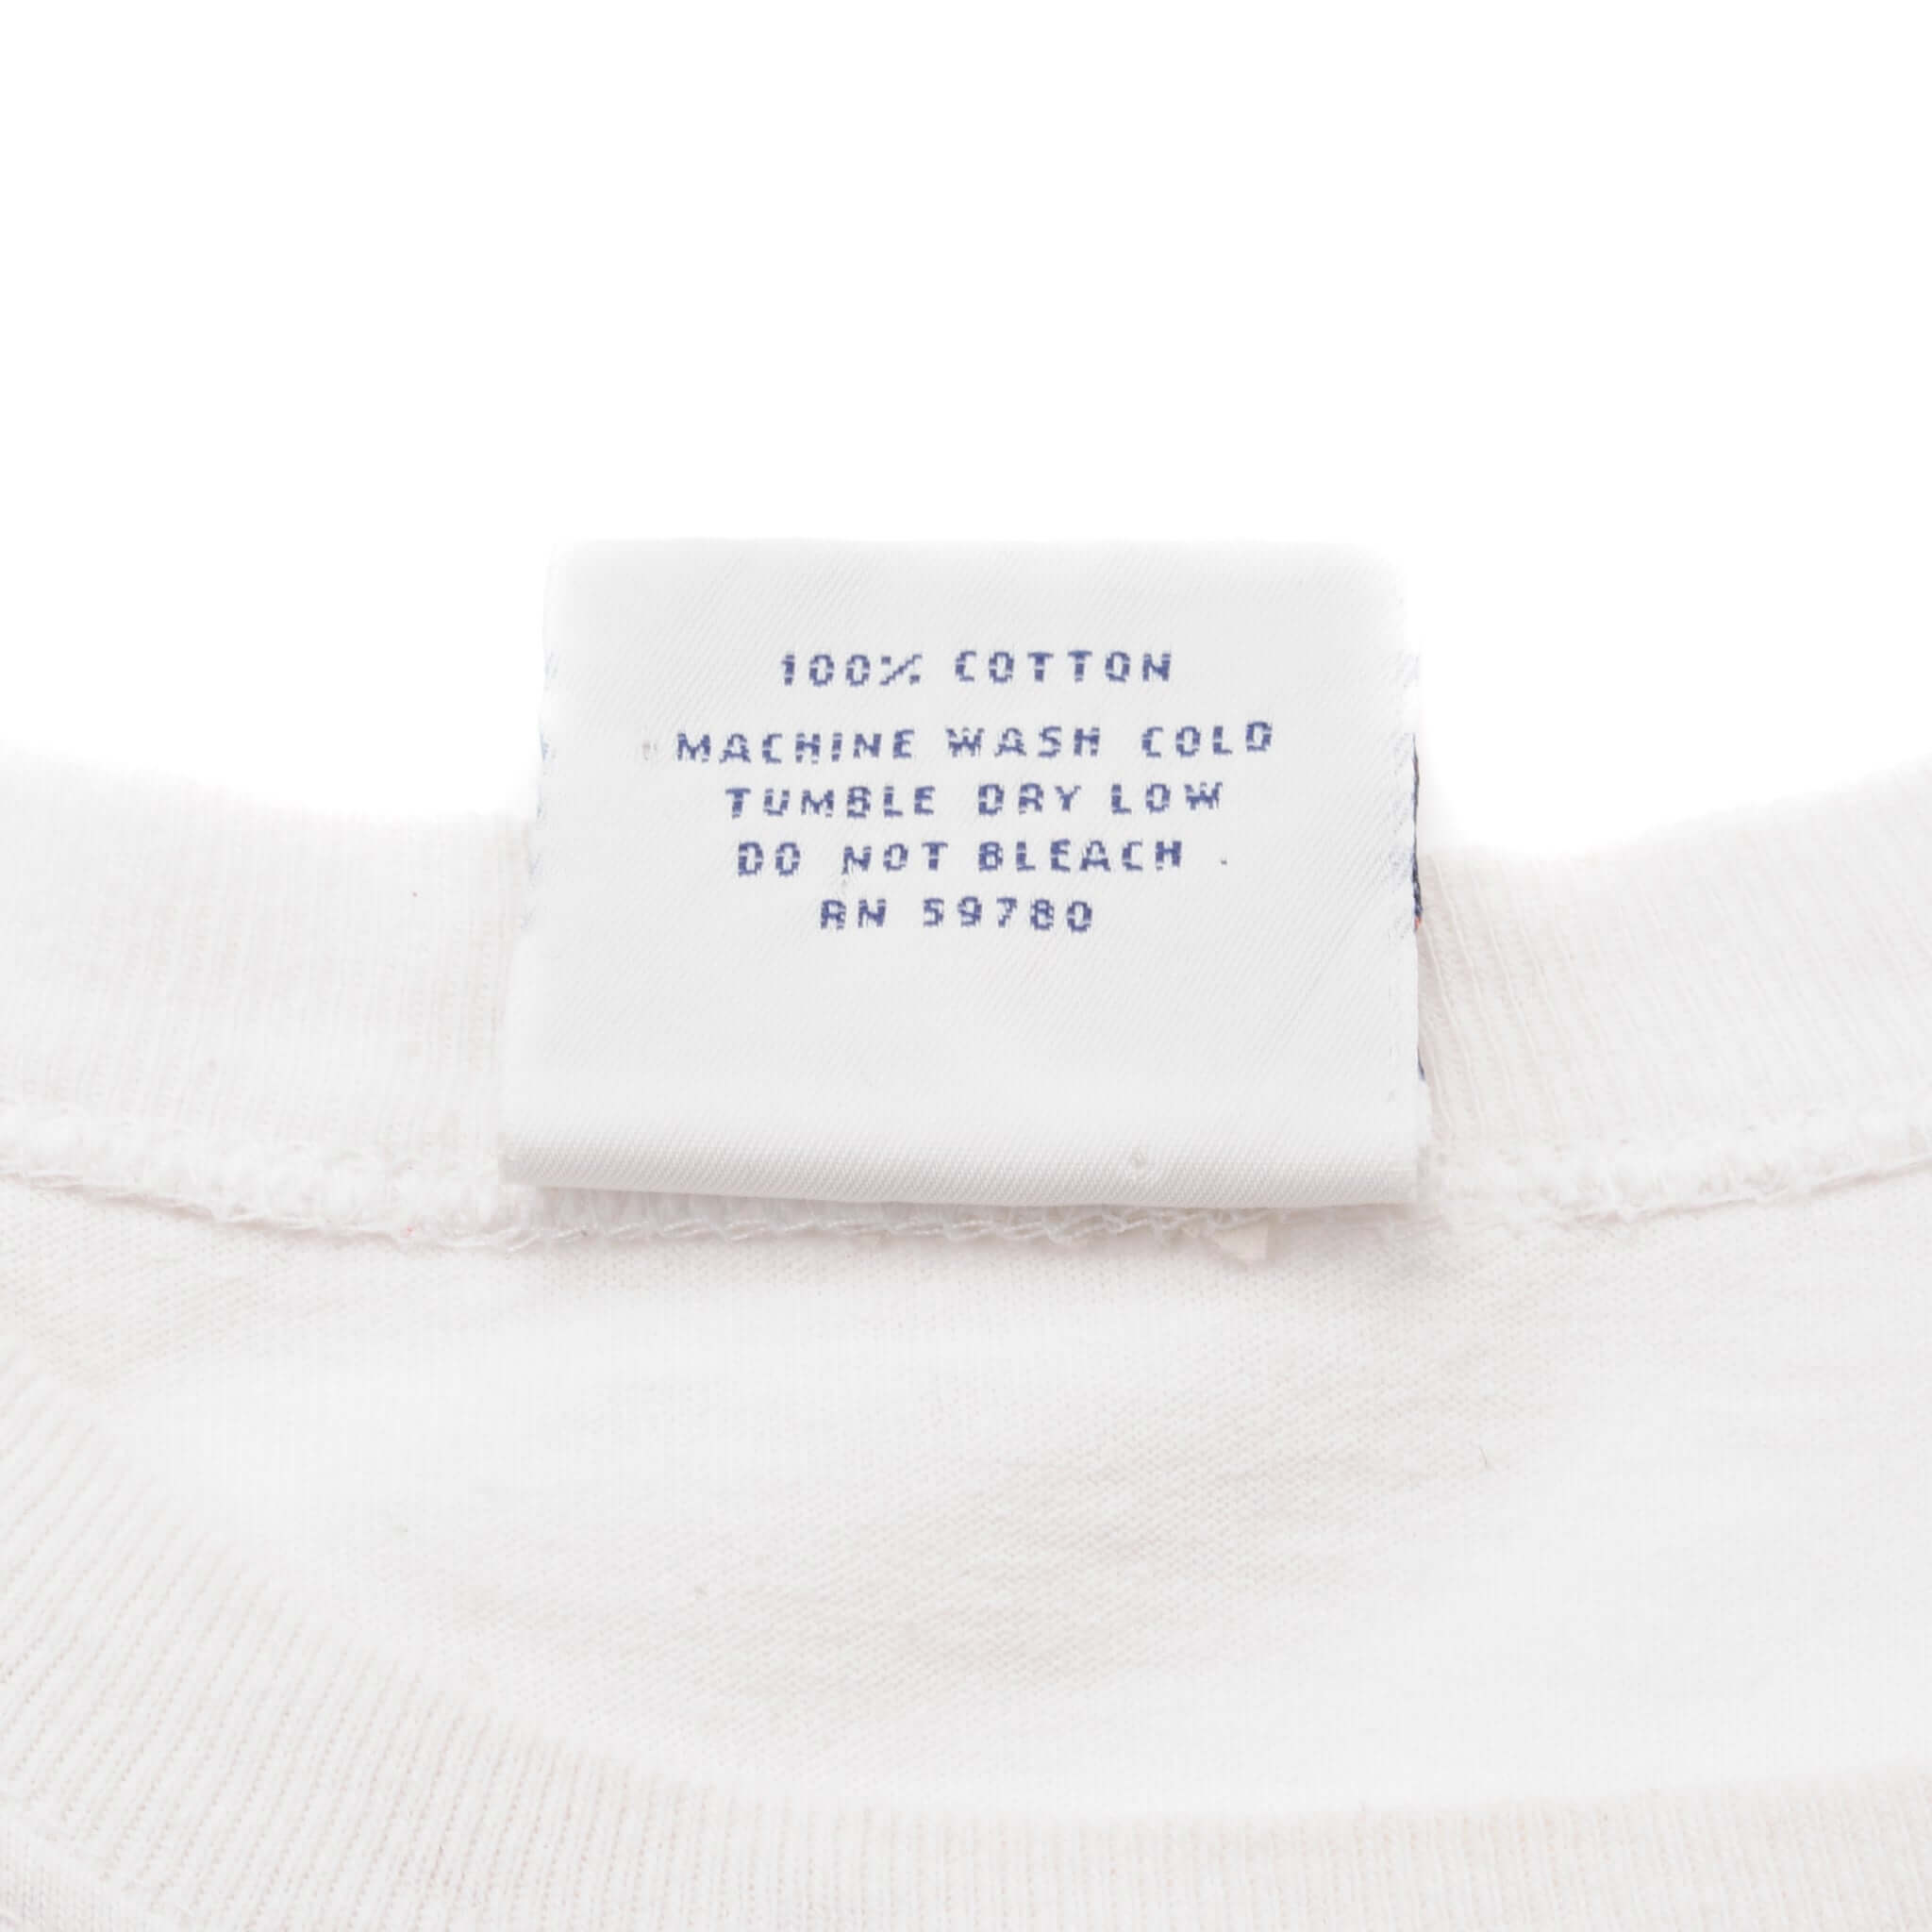 100% COTTON
MACHINE WASH COLD
TUMBLE DRY LOW
DO NOT BLEACH
RN 59780